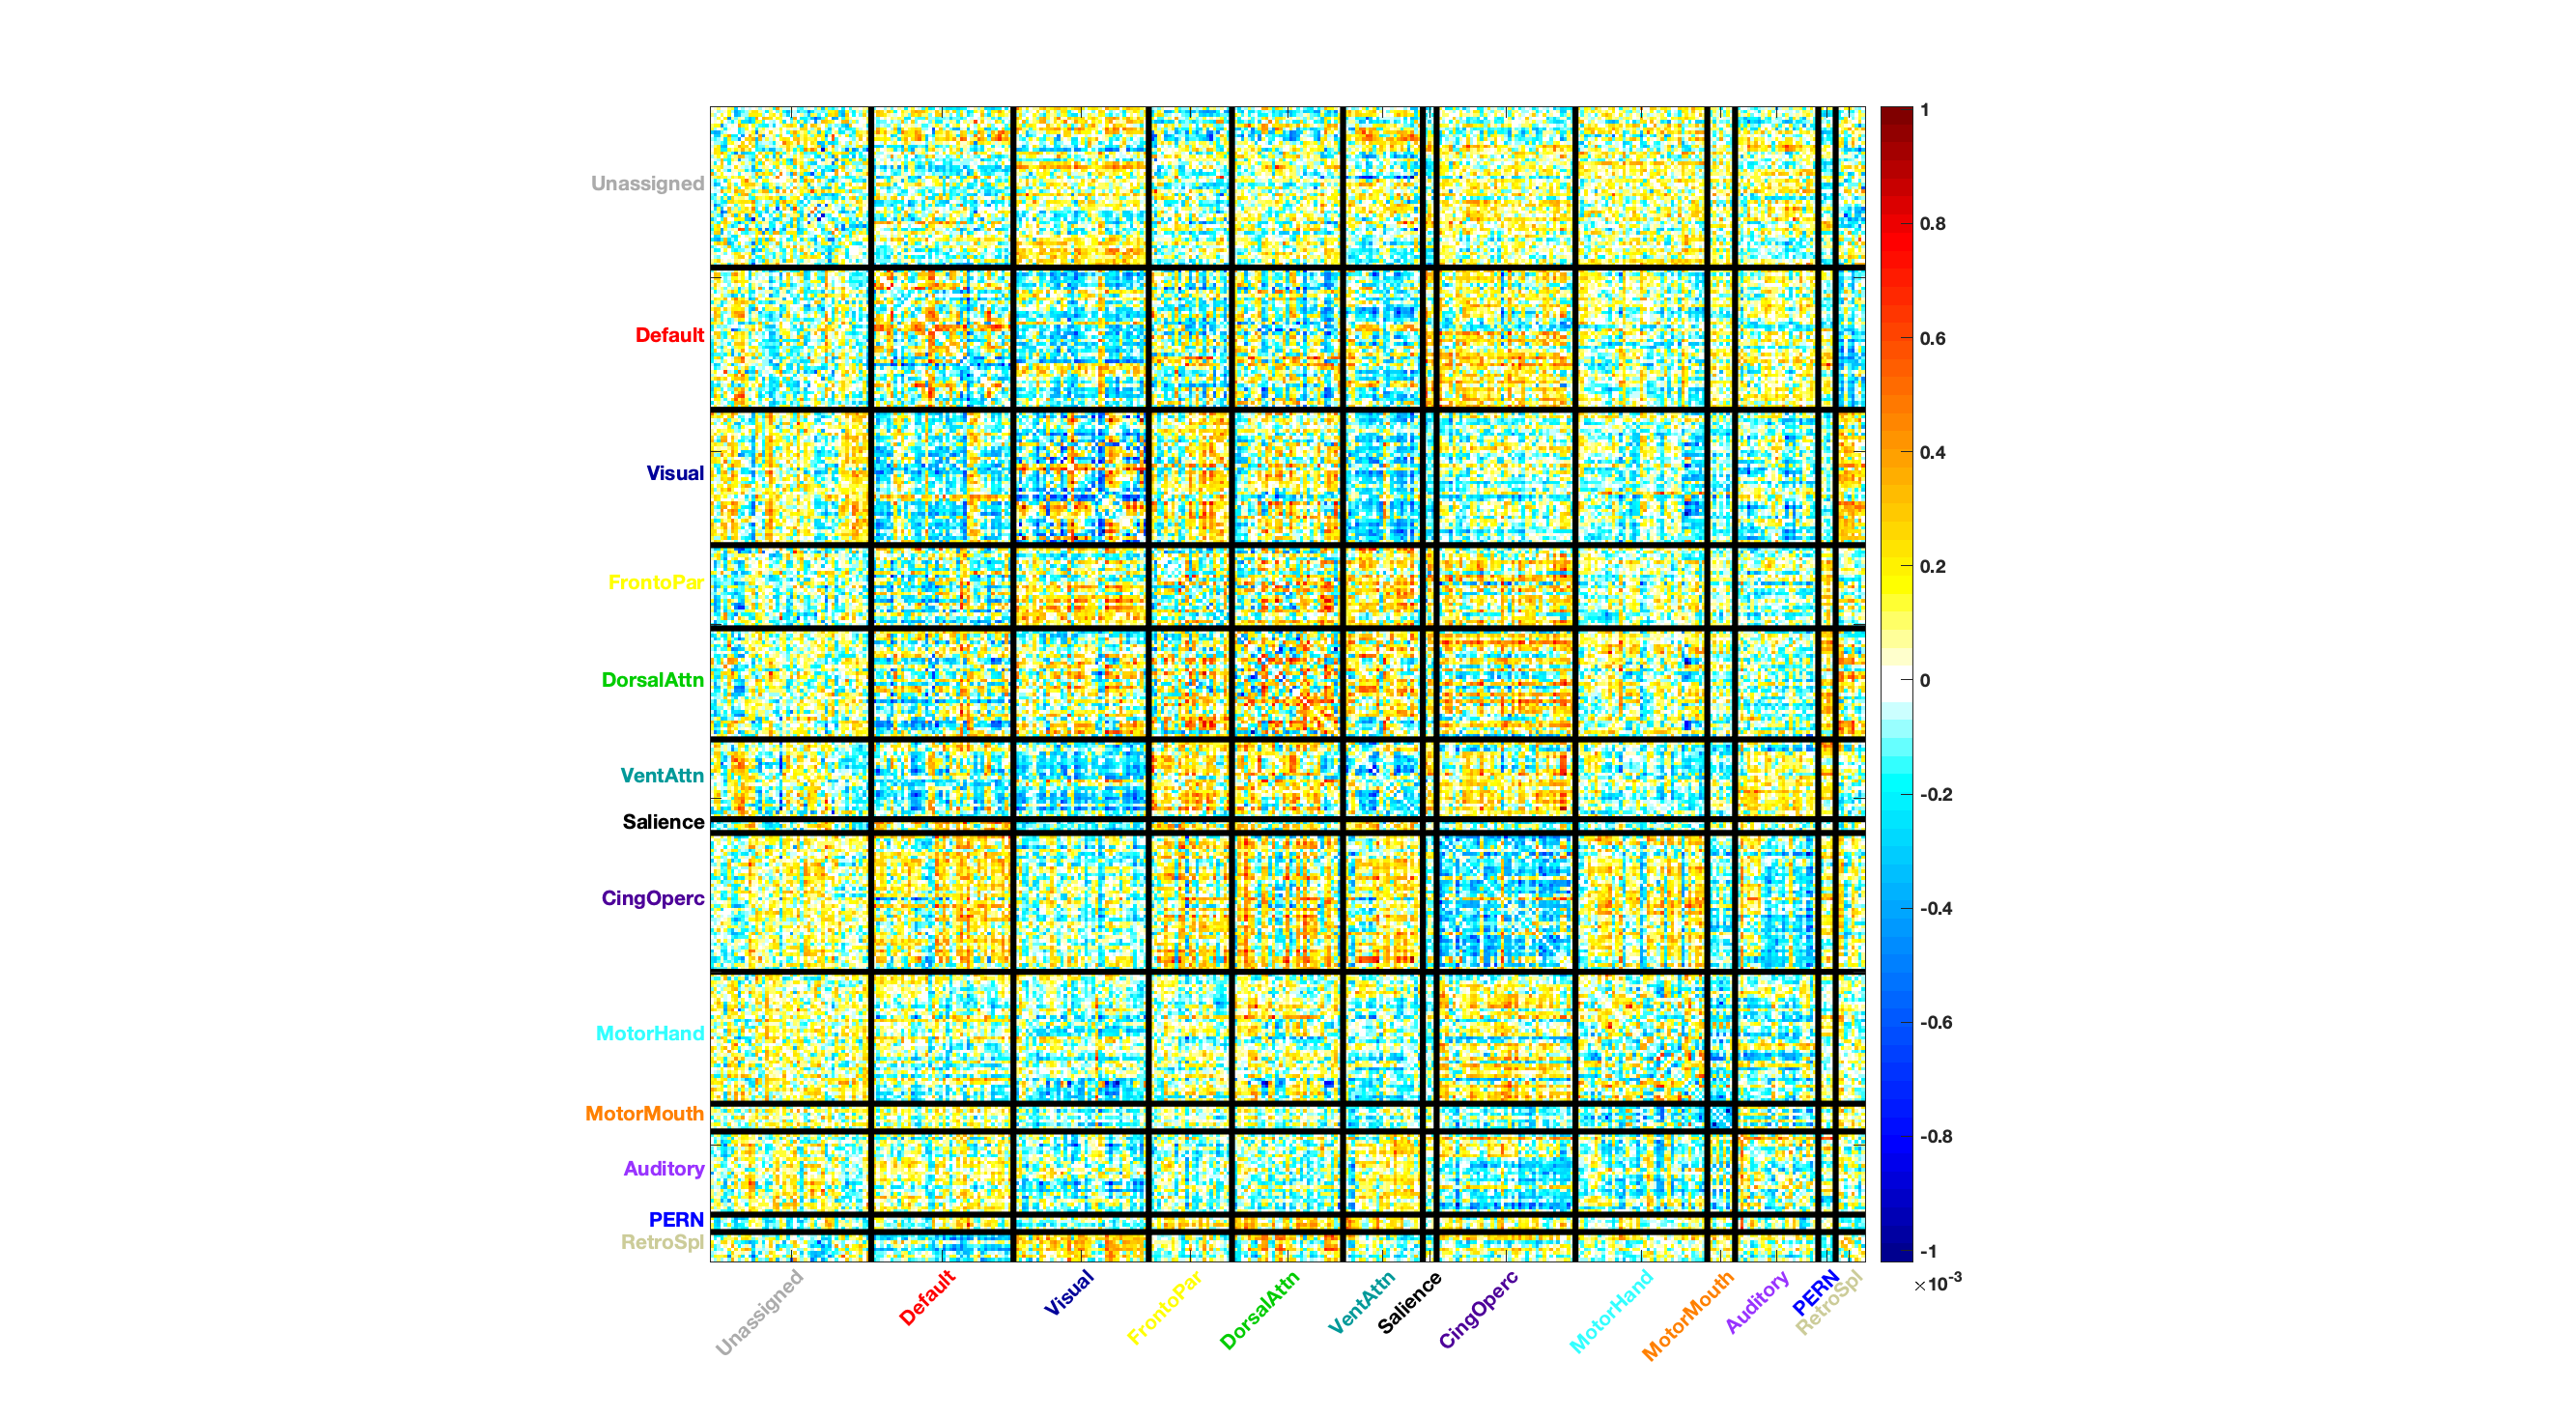 Unassigned
Default
Visual
FrontoPar
DorsalAttn
VentAttn
Salience
CingOperc
MotorHand
MotorMouth
Auditory
PERN
RetroSpl
Unassigned
Default
Visual
FrontoPar
DorsalAttn
VentAttn
Salience
CingOperc
MotorHand
MotorMouth
Auditory
PERN
RetroSpl
1
0.8
0.6
0.4
0.2
0
-0.2
-0.4
-0.6
-0.8
-1
×10⁻³